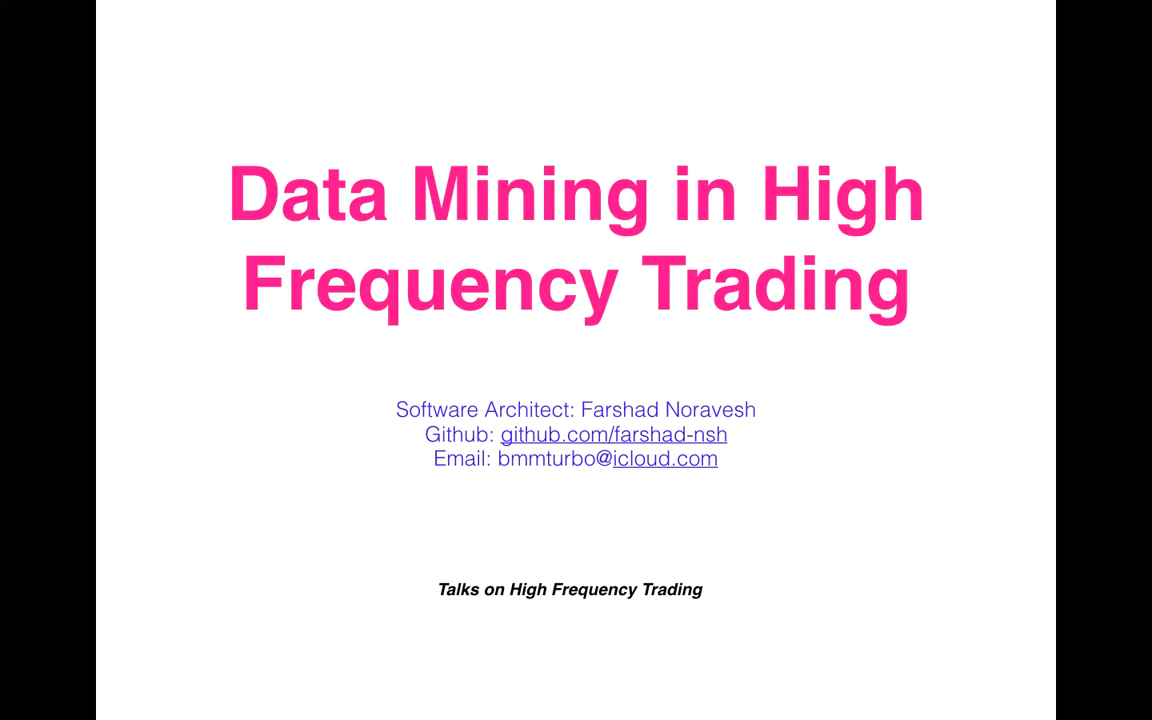 Data Mining in High
Frequency Trading
Software Architect: Farshad Noravesh
Github: github.com/farshad-nsh
Email: bmmturbo@icloud.com
Talks on High Frequency Trading